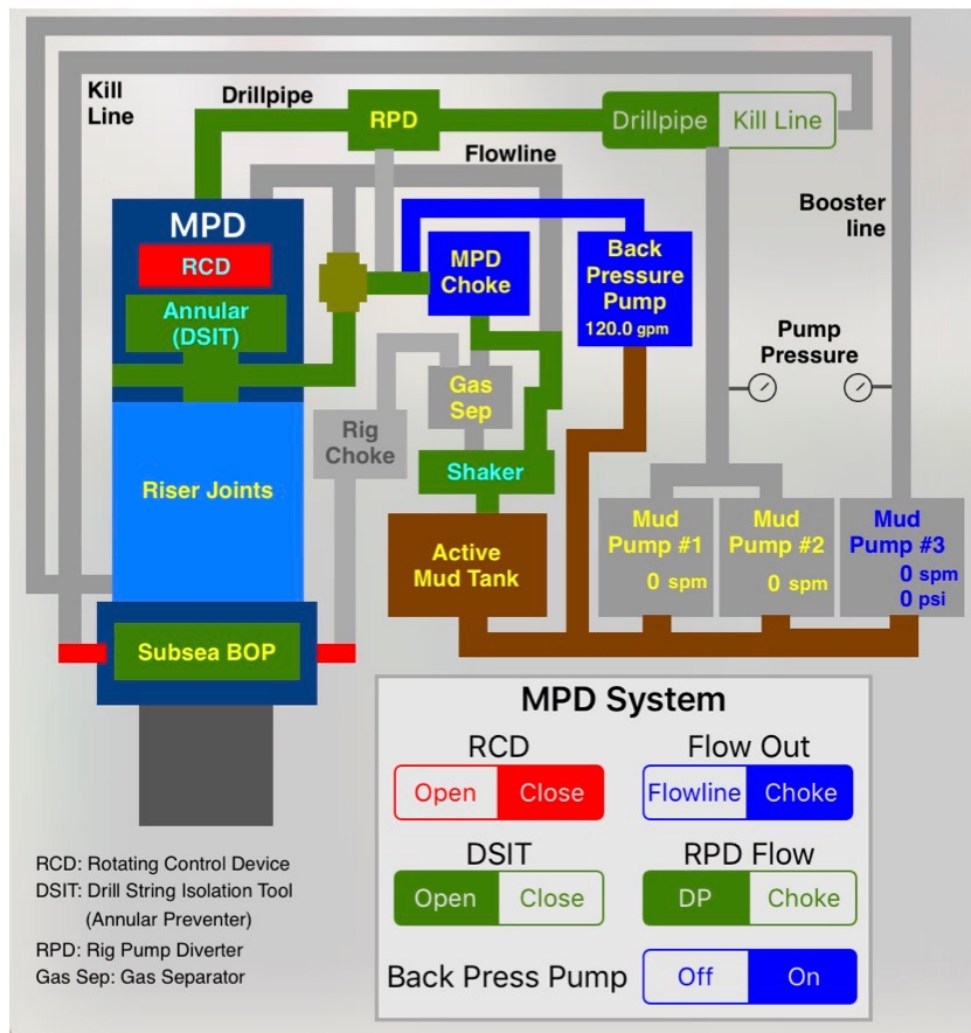 Kill
Line
Drillpipe
RPD
Drillpipe
Kill Line
Flowline
MPD
RCD
Annular
(DSIT)
MPD
Choke
Back
Pressure
Pump
120.0 gpm
Booster
line
Pump
Pressure
Gas
Sep
Rig
Choke
Shaker
Riser Joints
Active
Mud Tank
Mud
Pump #1
0 spm
Mud
Pump #2
0 spm
Mud
Pump #3
0 spm
0 psi
Subsea BOP
MPD System
RCD
Open
Close
Flow Out
Flowline
Choke
DSIT
Open
Close
RPD Flow
DP
Choke
Back Press Pump
Off
On
RCD: Rotating Control Device
DSIT: Drill String Isolation Tool
(Annular Preventer)
RPD: Rig Pump Diverter
Gas Sep: Gas Separator